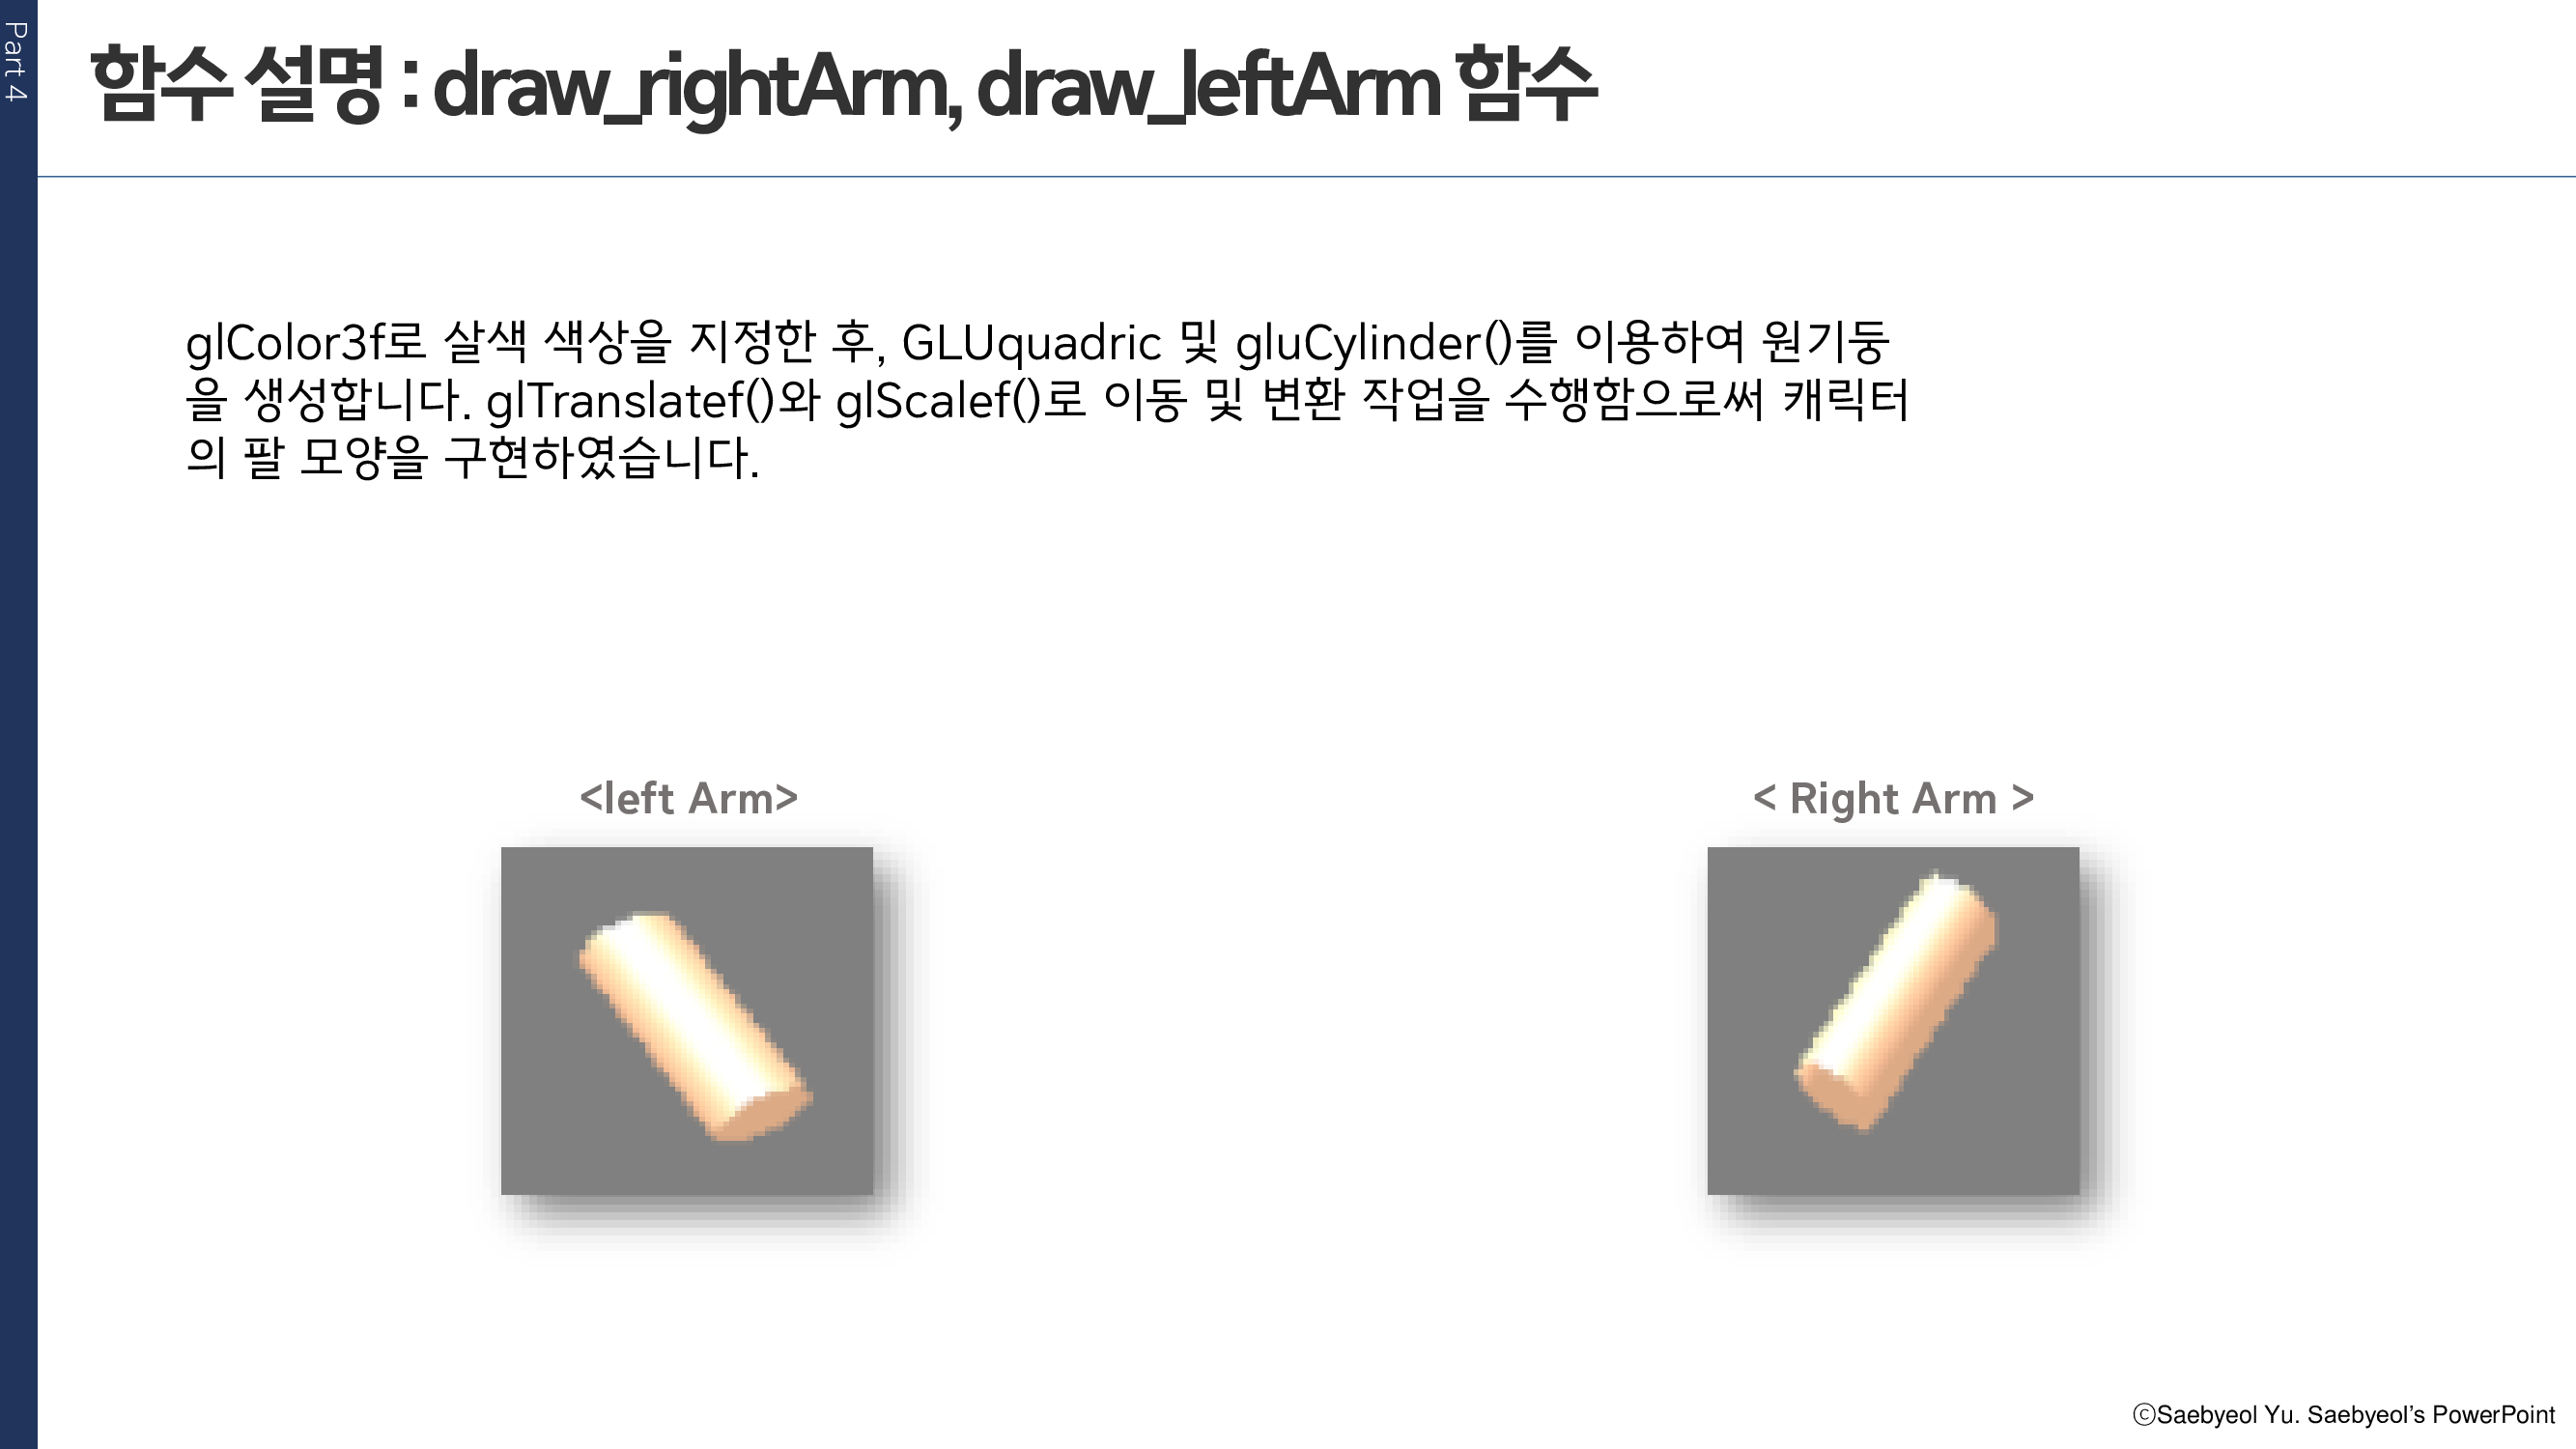 Part 4
함수 설명 : draw_rightArm, draw_leftArm 함수
glColor3f로 살색 색상을 지정한 후, GLUquadric 및 gluCylinder()를 이용하여 원기둥
을 생성합니다. glTranslatef()와 glScalef()로 이동 및 변환 작업을 수행함으로써 캐릭터
의 팔 모양을 구현하였습니다.
<left Arm>
< Right Arm >
ⓒSaebyeol Yu. Saebyeol’s PowerPoint